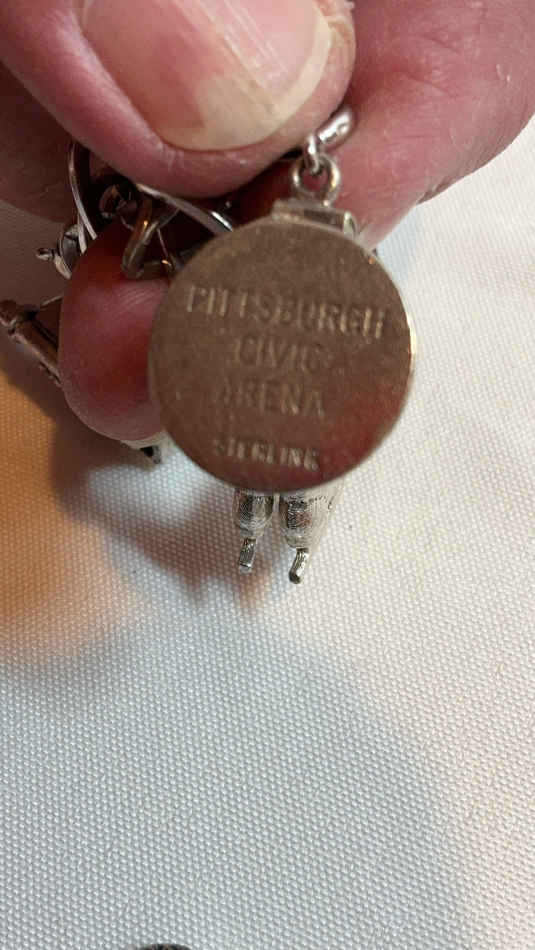 PITTSBURGH
CIVIC
ARENA
STERLING